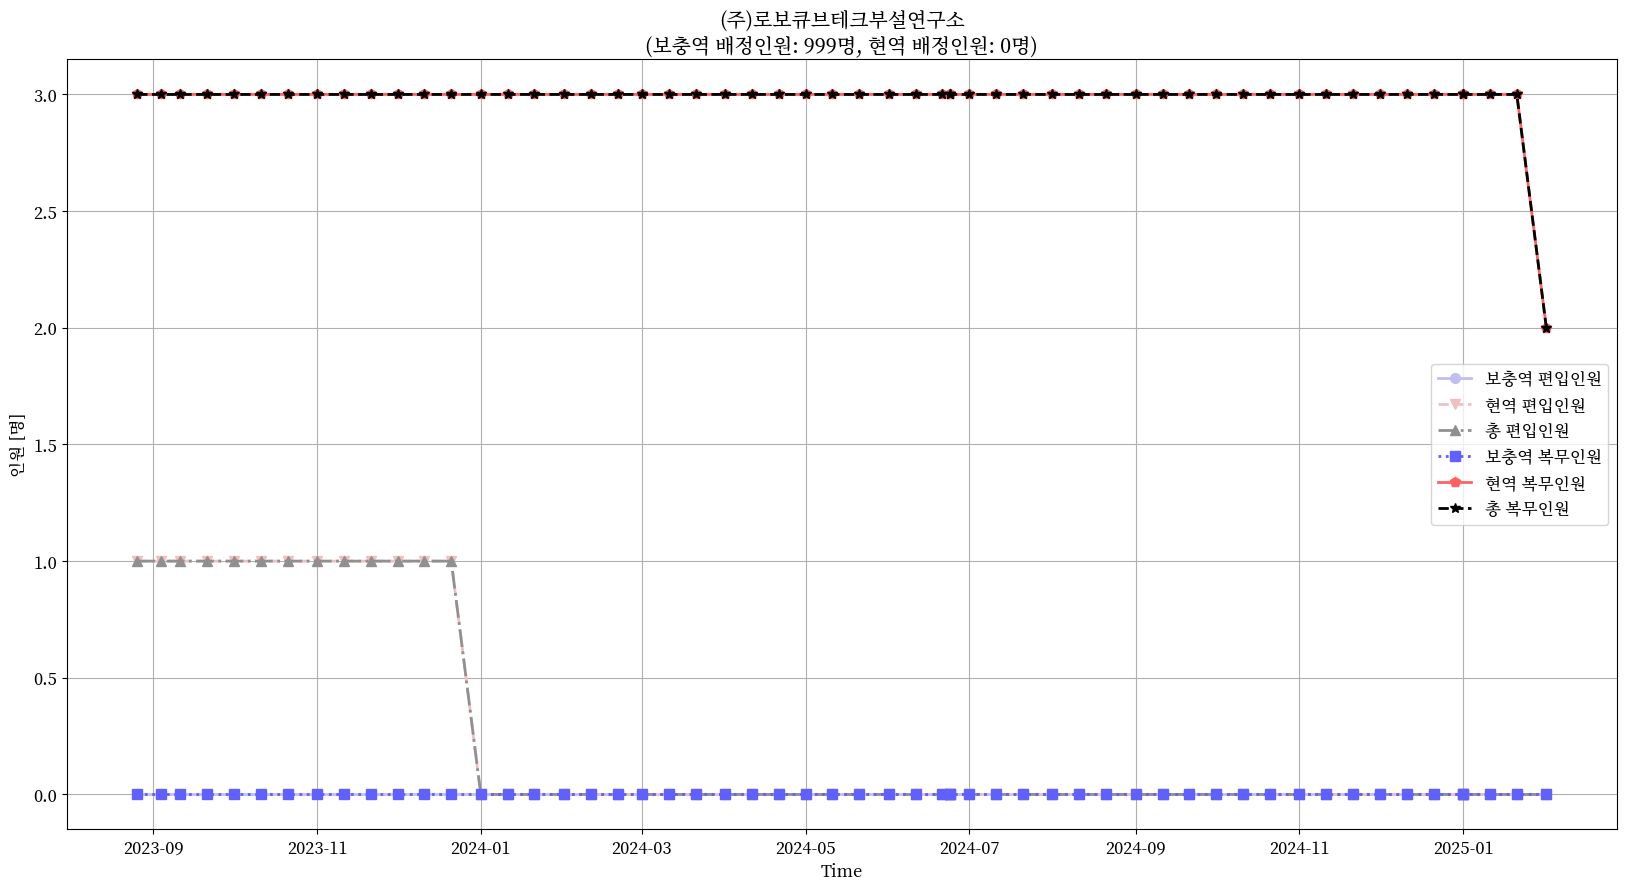 (주)로보큐브테크부설연구소
(보충역 배정인원: 999명, 현역 배정인원: 0명)
3.0
2.5
2.0
1.5
1.0
0.5
0.0
인원 [명]
보충역 편입인원
현역 편입인원
총 편입인원
보충역 복무인원
현역 복무인원
총 복무인원
2023-09
2023-11
2024-01
2024-03
2024-05
2024-07
2024-09
2024-11
2025-01
Time